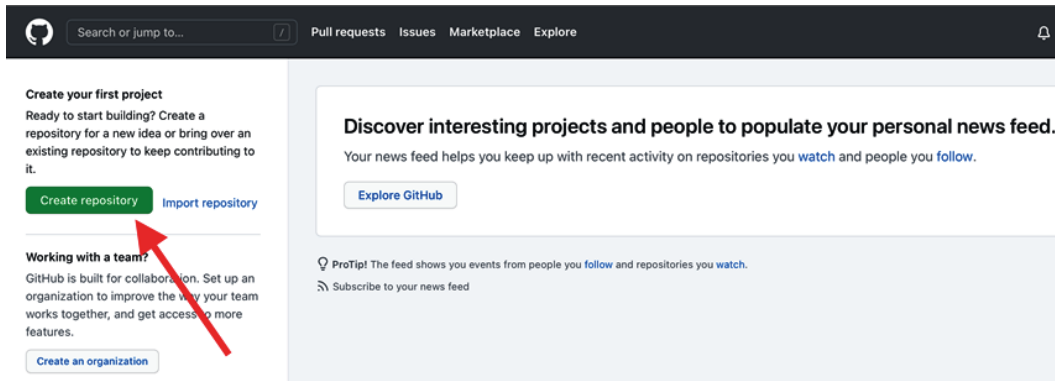 Search or jump to... /
Pull requests Issues Marketplace Explore
Create your first project
Ready to start building? Create a
repository for a new idea or bring over an
existing repository to keep contributing to
it.
Create repository Import repository
Working with a team?
GitHub is built for collaboration. Set up an
organization to improve the way your team
works together, and get access to more
features.
Create an organization
Discover interesting projects and people to populate your personal news feed.
Your news feed helps you keep up with recent activity on repositories you watch and people you follow.
Explore GitHub
ProTip! The feed shows you events from people you follow and repositories you watch.
Subscribe to your news feed